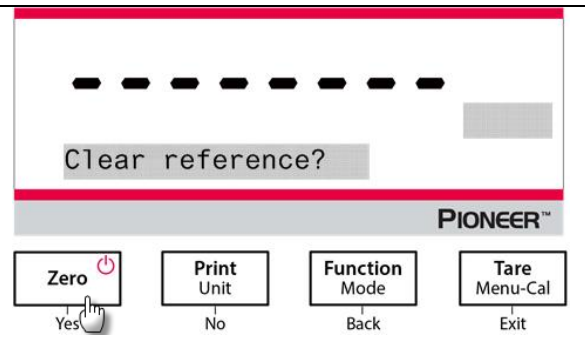 --------
Clear reference?
PIONEER™
Zero Print Function Tare
Unit Mode Menu-Cal
Yes No Back Exit